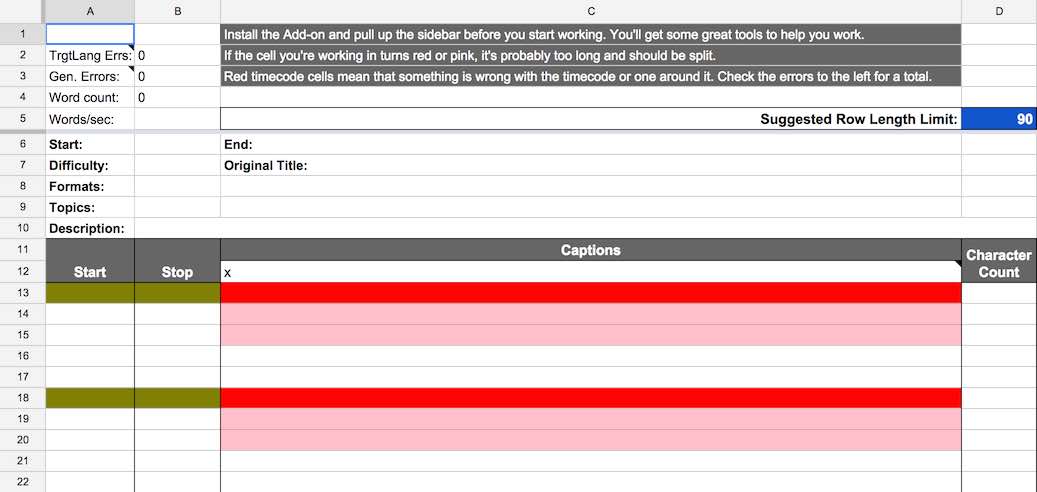 A B C D
1 Install the Add-on and pull up the sidebar before you start working. You'll get some great tools to help you work.
2 TrgtLang Errs: 0 If the cell you're working in turns red or pink, it's probably too long and should be split.
3 Gen. Errors: 0 Red timecode cells mean that something is wrong with the timecode or one around it. Check the errors to the left for a total.
4 Word count: 0
5 Words/sec: Suggested Row Length Limit: 90
6 Start: End:
7 Difficulty: Original Title:
8 Formats:
9 Topics:
10 Description:
11 Captions Character
12 Start Stop x Count
13
14
15
16
17
18
19
20
21
22